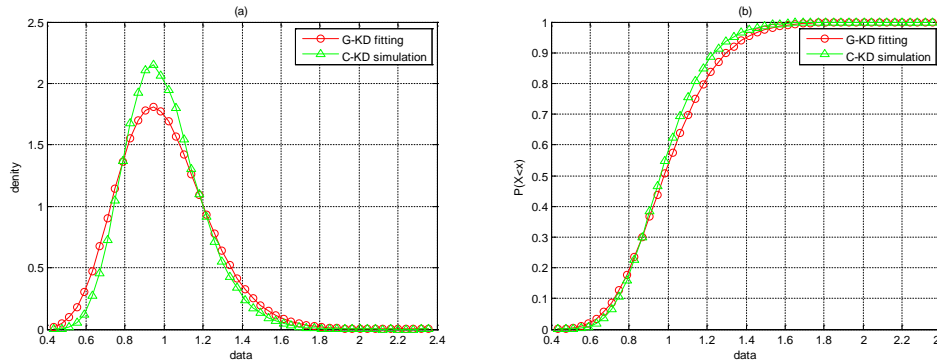 (a)
G-KD fitting
C-KD simulation
2.5
2
1.5
1
0.5
0
0.4 0.6 0.8 1 1.2 1.4 1.6 1.8 2 2.2 2.4
denity
data
(b)
G-KD fitting
C-KD simulation
1
0.9
0.8
0.7
0.6
0.5
0.4
0.3
0.2
0.1
0
0.4 0.6 0.8 1 1.2 1.4 1.6 1.8 2 2.2 2.4
P(X<x)
data